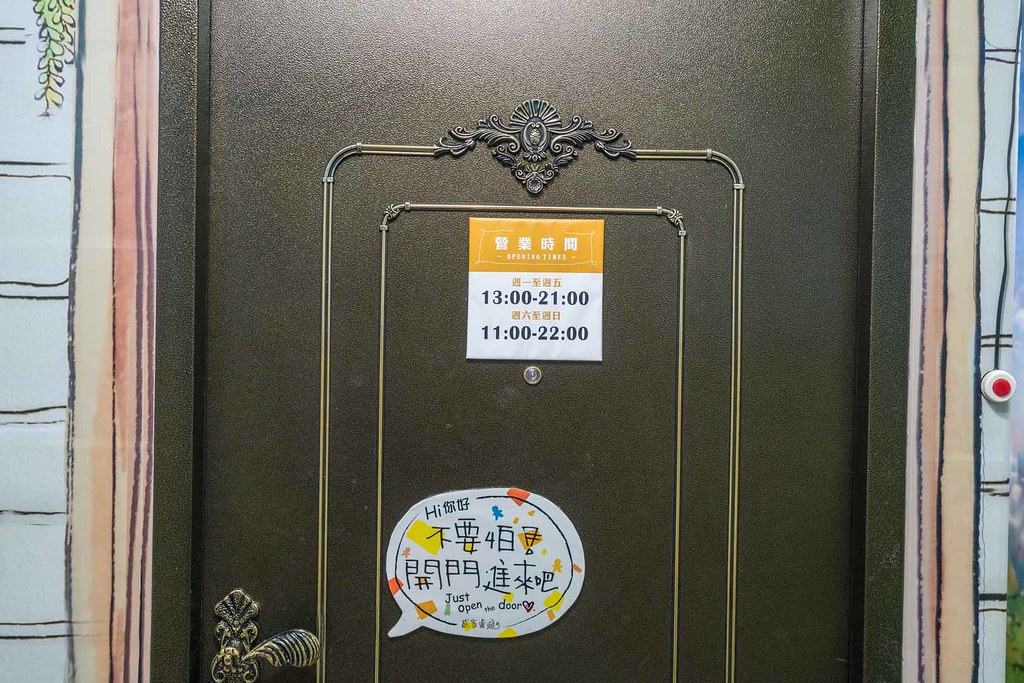 營業時間
OPENING TIMES
週一至週五
13:00-21:00
週六至週日
11:00-22:00
Hi你好
不要怕
開門進來吧
Just
open the door